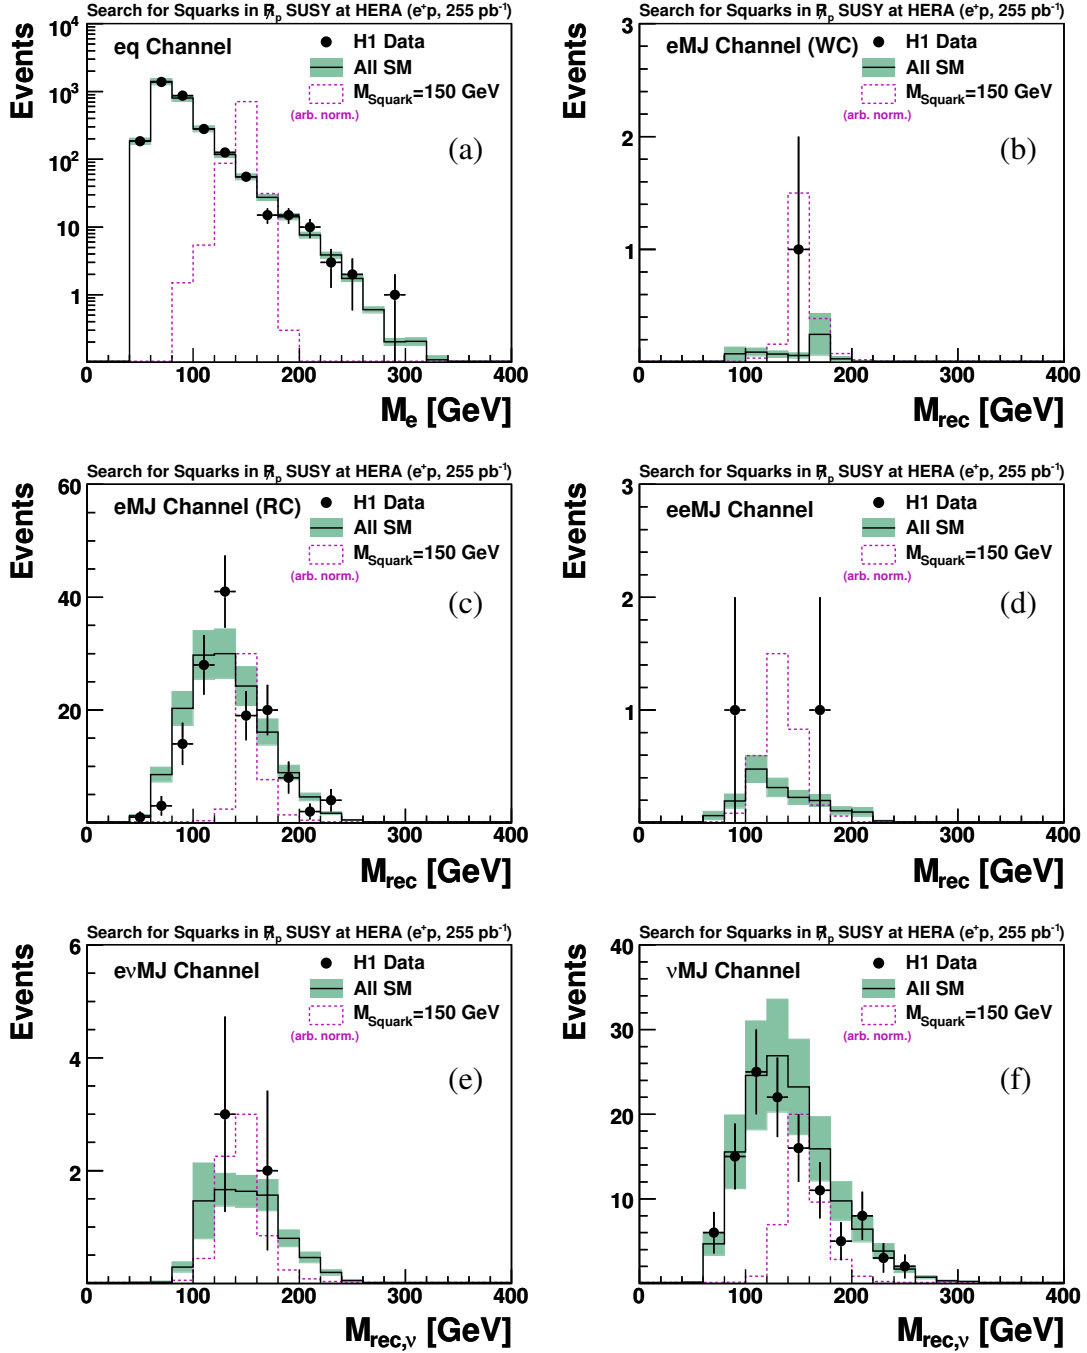 Search for Squarks in R̸p SUSY at HERA (e+p, 255 pb-1)
eq Channel
H1 Data
All SM
MSquark=150 GeV
(arb. norm.)
(a)
Events
10^4
10^3
10^2
10
1
0 100 200 300 400
Me [GeV]
Search for Squarks in R̸p SUSY at HERA (e+p, 255 pb-1)
eMJ Channel (WC)
H1 Data
All SM
MSquark=150 GeV
(arb. norm.)
(b)
Events
3
2
1
0 100 200 300 400
Mrec [GeV]
Search for Squarks in R̸p SUSY at HERA (e+p, 255 pb-1)
eMJ Channel (RC)
H1 Data
All SM
MSquark=150 GeV
(arb. norm.)
(c)
Events
60
40
20
0 100 200 300 400
Mrec [GeV]
Search for Squarks in R̸p SUSY at HERA (e+p, 255 pb-1)
eeMJ Channel
H1 Data
All SM
MSquark=150 GeV
(arb. norm.)
(d)
Events
3
2
1
0 100 200 300 400
Mrec [GeV]
Search for Squarks in R̸p SUSY at HERA (e+p, 255 pb-1)
eνMJ Channel
H1 Data
All SM
MSquark=150 GeV
(arb. norm.)
(e)
Events
6
4
2
0 100 200 300 400
Mrec,ν [GeV]
Search for Squarks in R̸p SUSY at HERA (e+p, 255 pb-1)
νMJ Channel
H1 Data
All SM
MSquark=150 GeV
(arb. norm.)
(f)
Events
40
30
20
10
0 100 200 300 400
Mrec,ν [GeV]